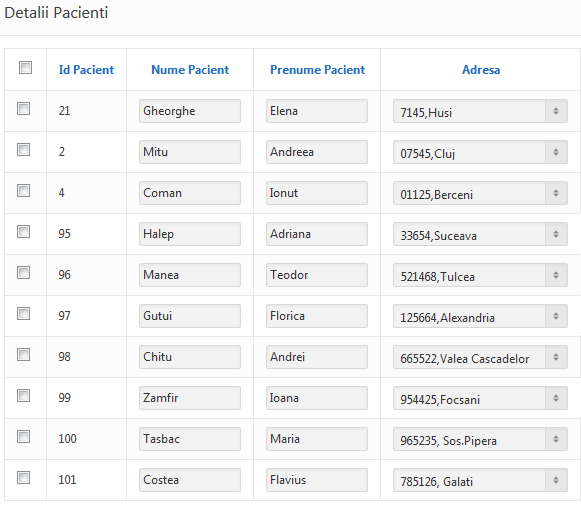 Detalii Pacienti
Id Pacient Nume Pacient Prenume Pacient Adresa
21 Gheorghe Elena 7145,Husi
2 Mitu Andreea 07545,Cluj
4 Coman Ionut 01125,Berceni
95 Halep Adriana 33654,Suceava
96 Manea Teodor 521468,Tulcea
97 Gutui Florica 125664,Alexandria
98 Chitu Andrei 665522,Valea Cascadelor
99 Zamfir Ioana 954425,Focsani
100 Tasbac Maria 965235, Sos.Pipera
101 Costea Flavius 785126, Galati